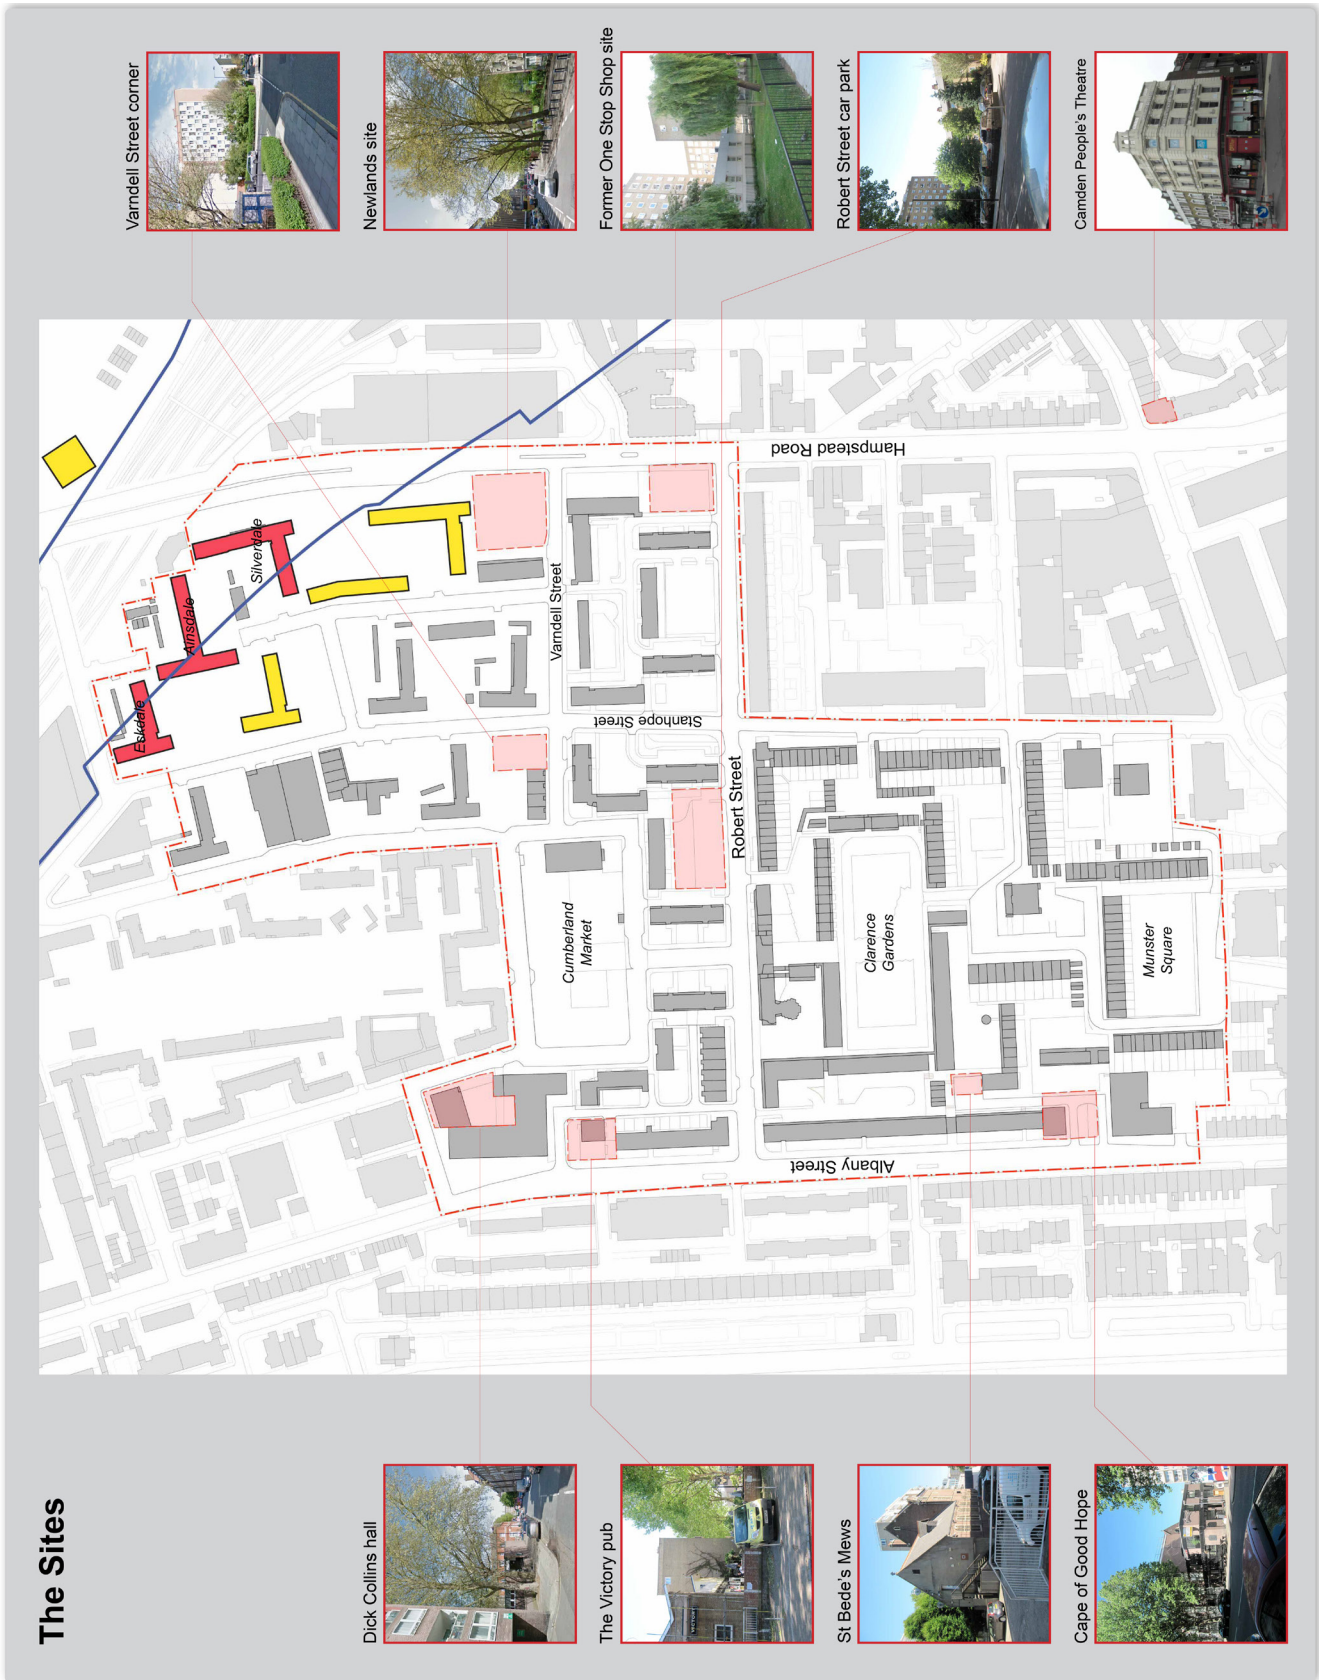 The Sites
Dick Collins hall
The Victory pub
St Bede's Mews
Cape of Good Hope
Varndell Street corner
Newlands site
Former One Stop Shop site
Robert Street car park
Camden People's Theatre
Eskdale
Ainsdale
Silverdale
Varndell Street
Stanhope Street
Hampstead Road
Robert Street
Albany Street
Cumberland
Market
Clarence
Gardens
Munster
Square